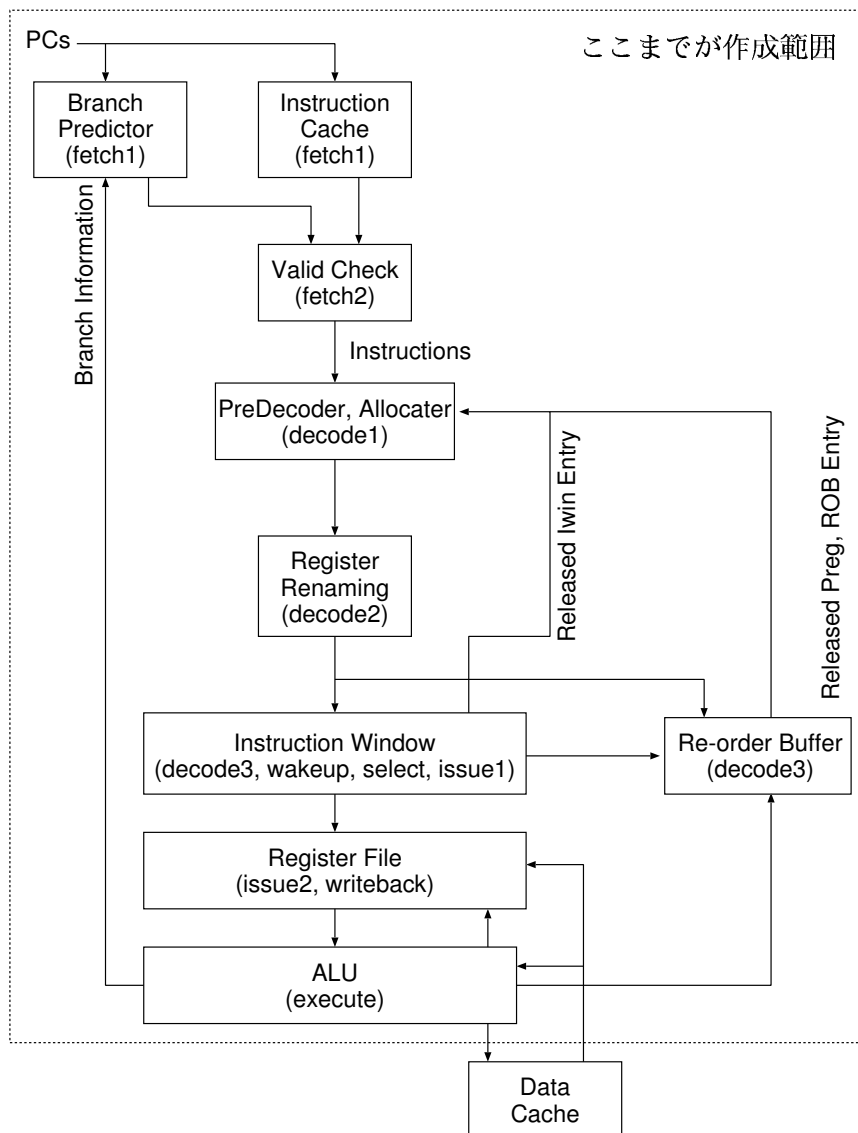 PCs
ここまでが作成範囲
Branch
Predictor
(fetch1)
Instruction
Cache
(fetch1)
Branch Information
Valid Check
(fetch2)
Instructions
PreDecoder, Allocater
(decode1)
Released Iwin Entry
Released Preg, ROB Entry
Register
Renaming
(decode2)
Instruction Window
(decode3, wakeup, select, issue1)
Re-order Buffer
(decode3)
Register File
(issue2, writeback)
ALU
(execute)
Data
Cache